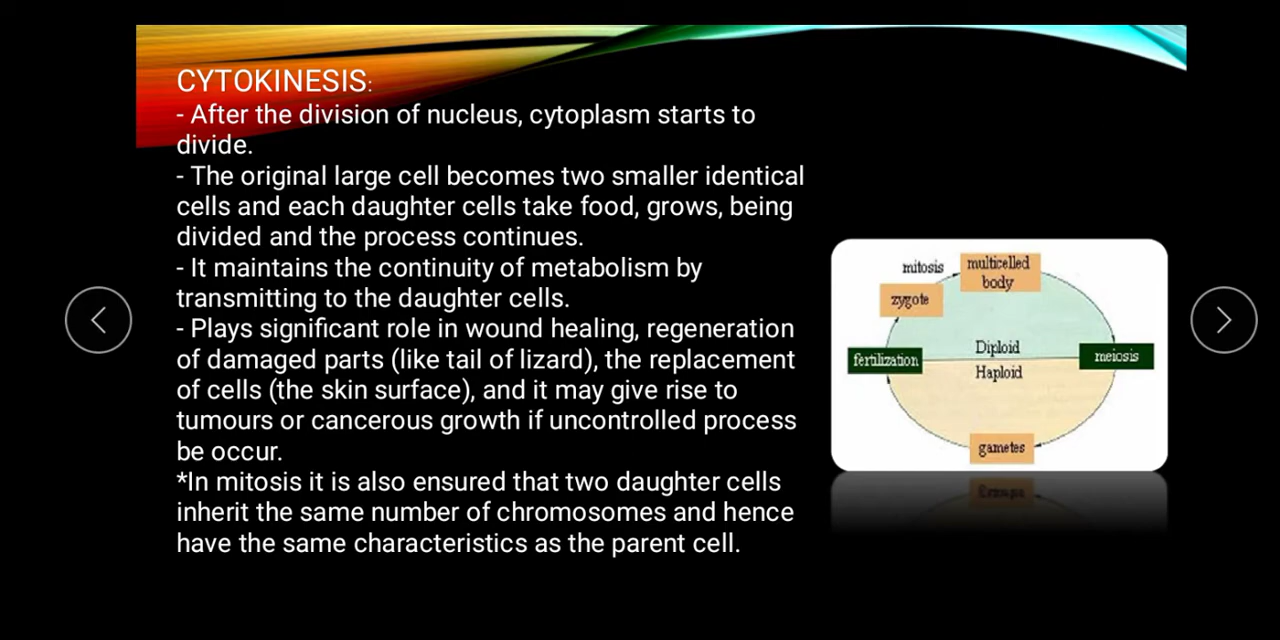 CYTOKINESIS:
- After the division of nucleus, cytoplasm starts to
divide.
- The original large cell becomes two smaller identical
cells and each daughter cells take food, grows, being
divided and the process continues.
- It maintains the continuity of metabolism by
transmitting to the daughter cells.
- Plays significant role in wound healing, regeneration
of damaged parts (like tail of lizard), the replacement
of cells (the skin surface), and it may give rise to
tumours or cancerous growth if uncontrolled process
be occur.
*In mitosis it is also ensured that two daughter cells
inherit the same number of chromosomes and hence
have the same characteristics as the parent cell.
mitosis
multicelled
body
zygote
Diploid
fertilization
meiosis
Haploid
gametes